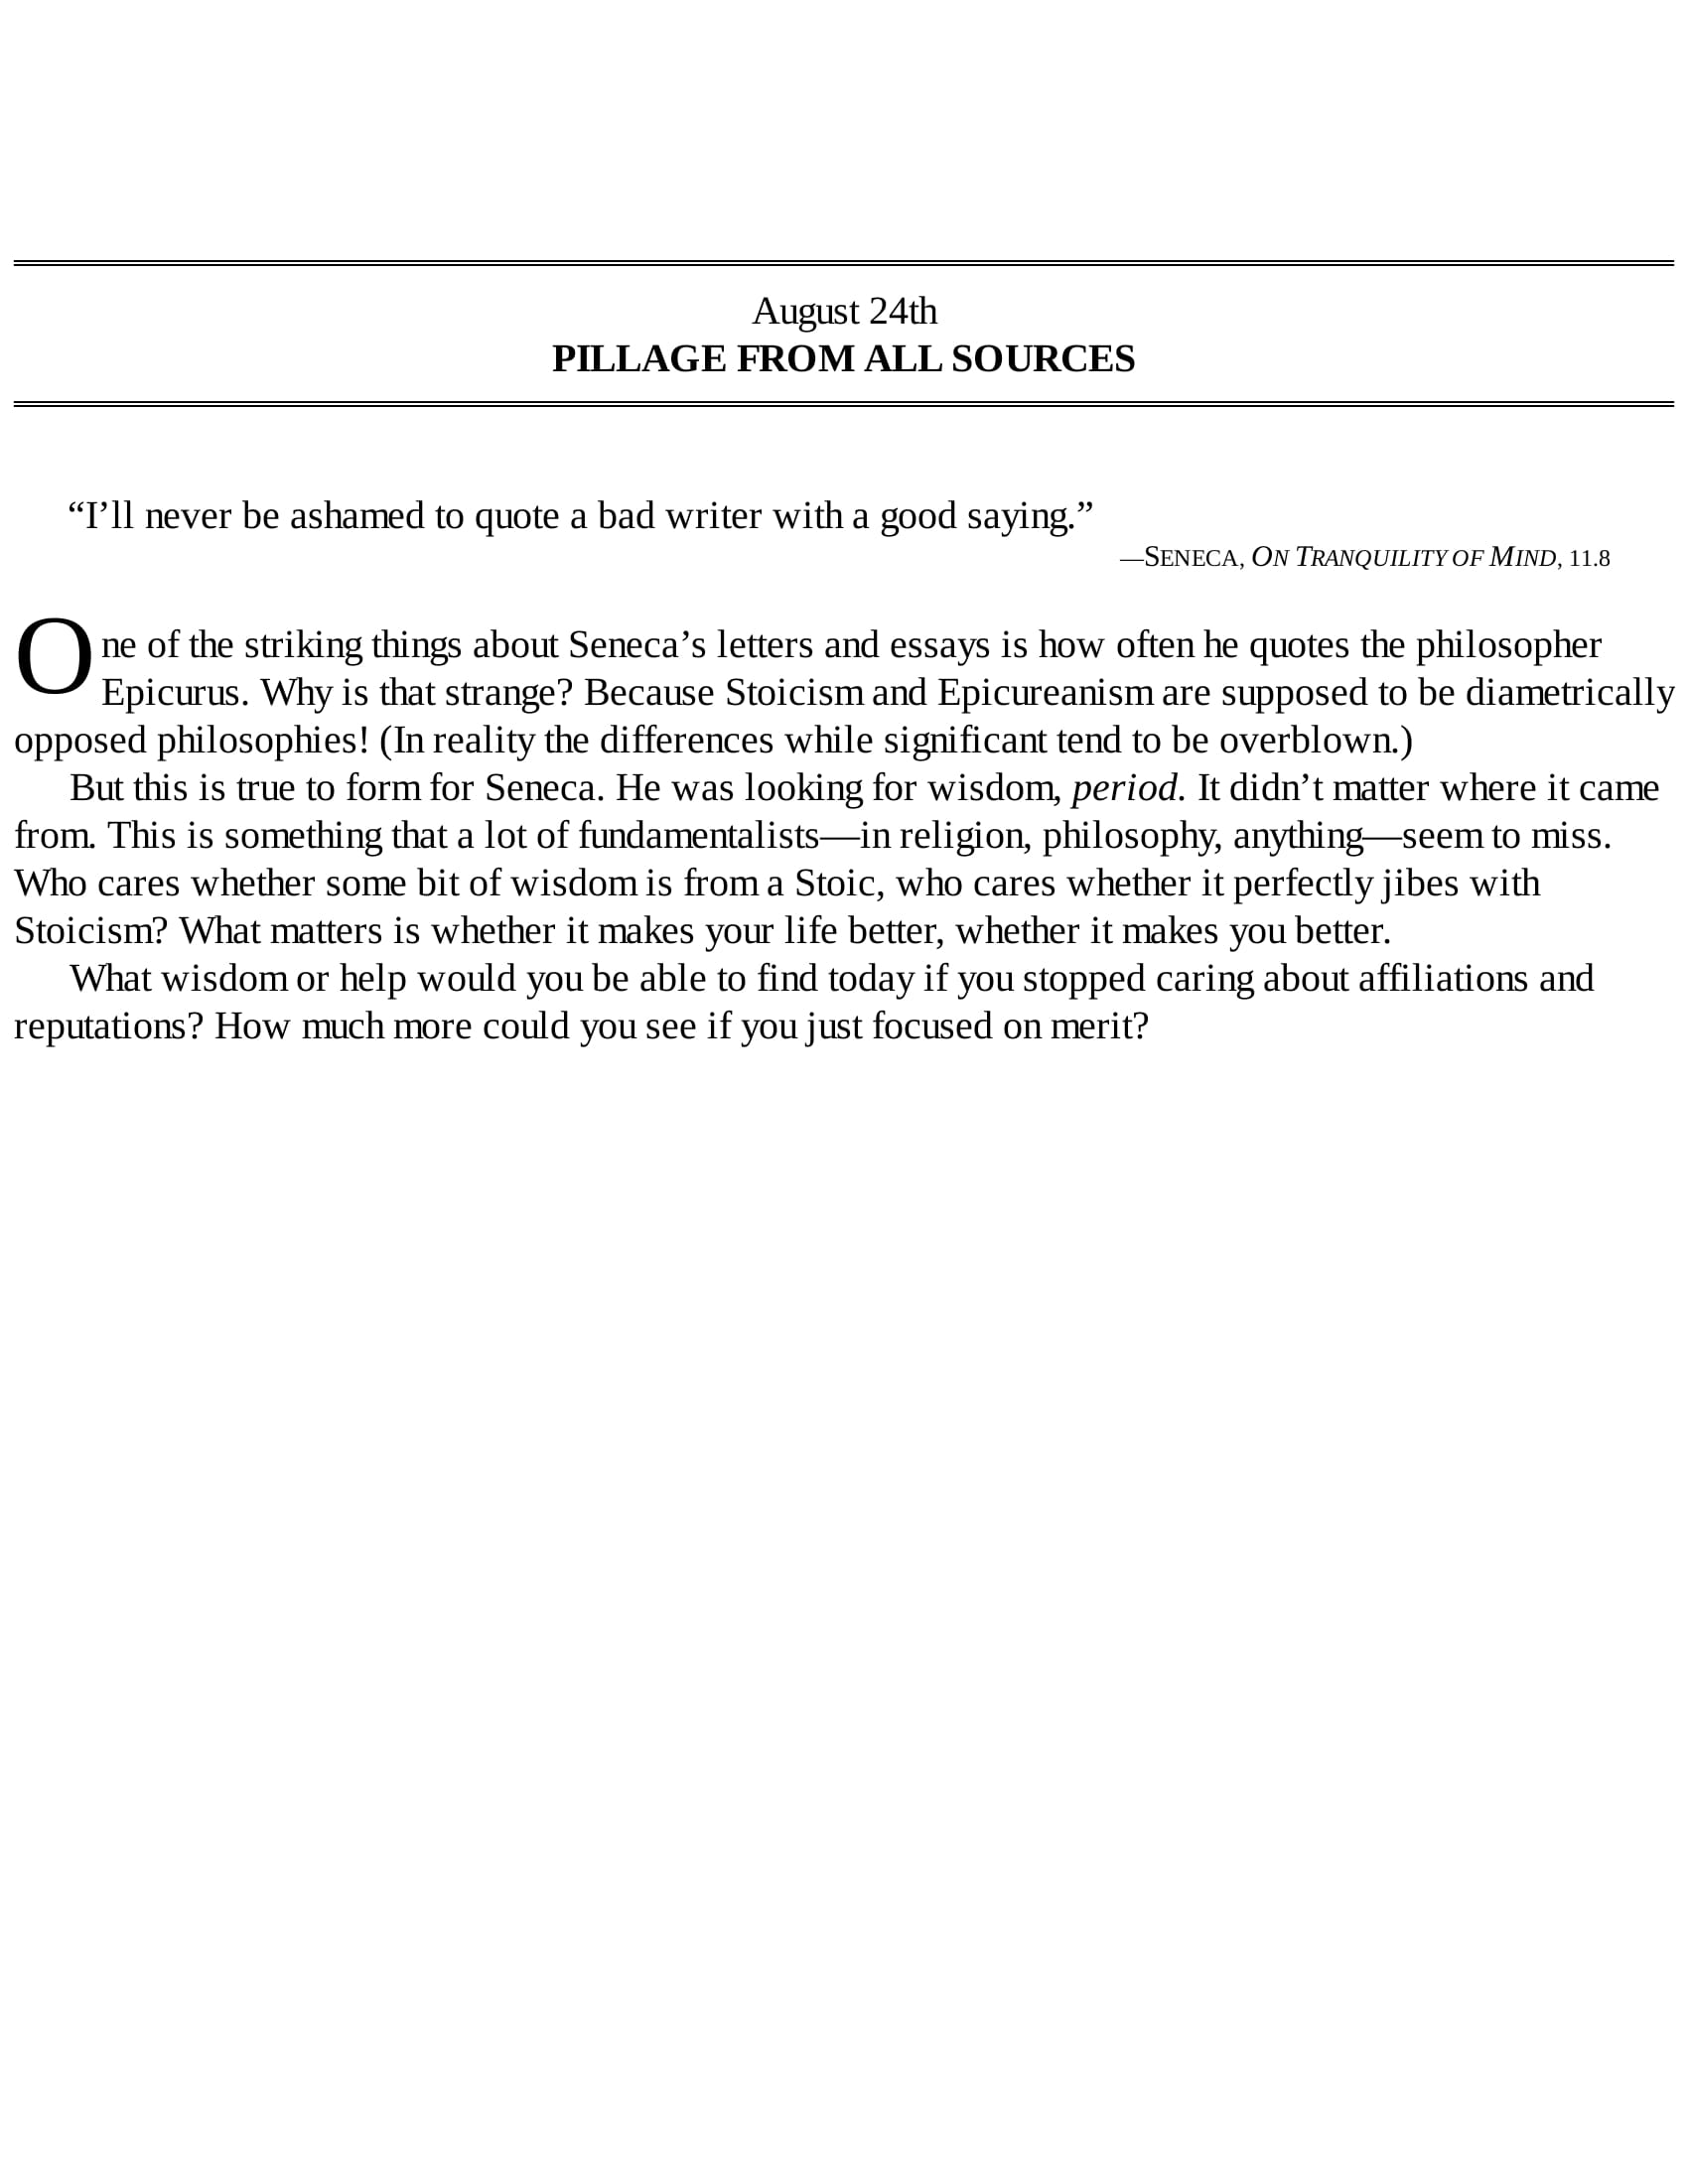 August 24th
PILLAGE FROM ALL SOURCES
“I’ll never be ashamed to quote a bad writer with a good saying.”
—SENECA, ON TRANQUILITY OF MIND, 11.8
One of the striking things about Seneca’s letters and essays is how often he quotes the philosopher
Epicurus. Why is that strange? Because Stoicism and Epicureanism are supposed to be diametrically
opposed philosophies! (In reality the differences while significant tend to be overblown.)
But this is true to form for Seneca. He was looking for wisdom, period. It didn’t matter where it came
from. This is something that a lot of fundamentalists—in religion, philosophy, anything—seem to miss.
Who cares whether some bit of wisdom is from a Stoic, who cares whether it perfectly jibes with
Stoicism? What matters is whether it makes your life better, whether it makes you better.
What wisdom or help would you be able to find today if you stopped caring about affiliations and
reputations? How much more could you see if you just focused on merit?